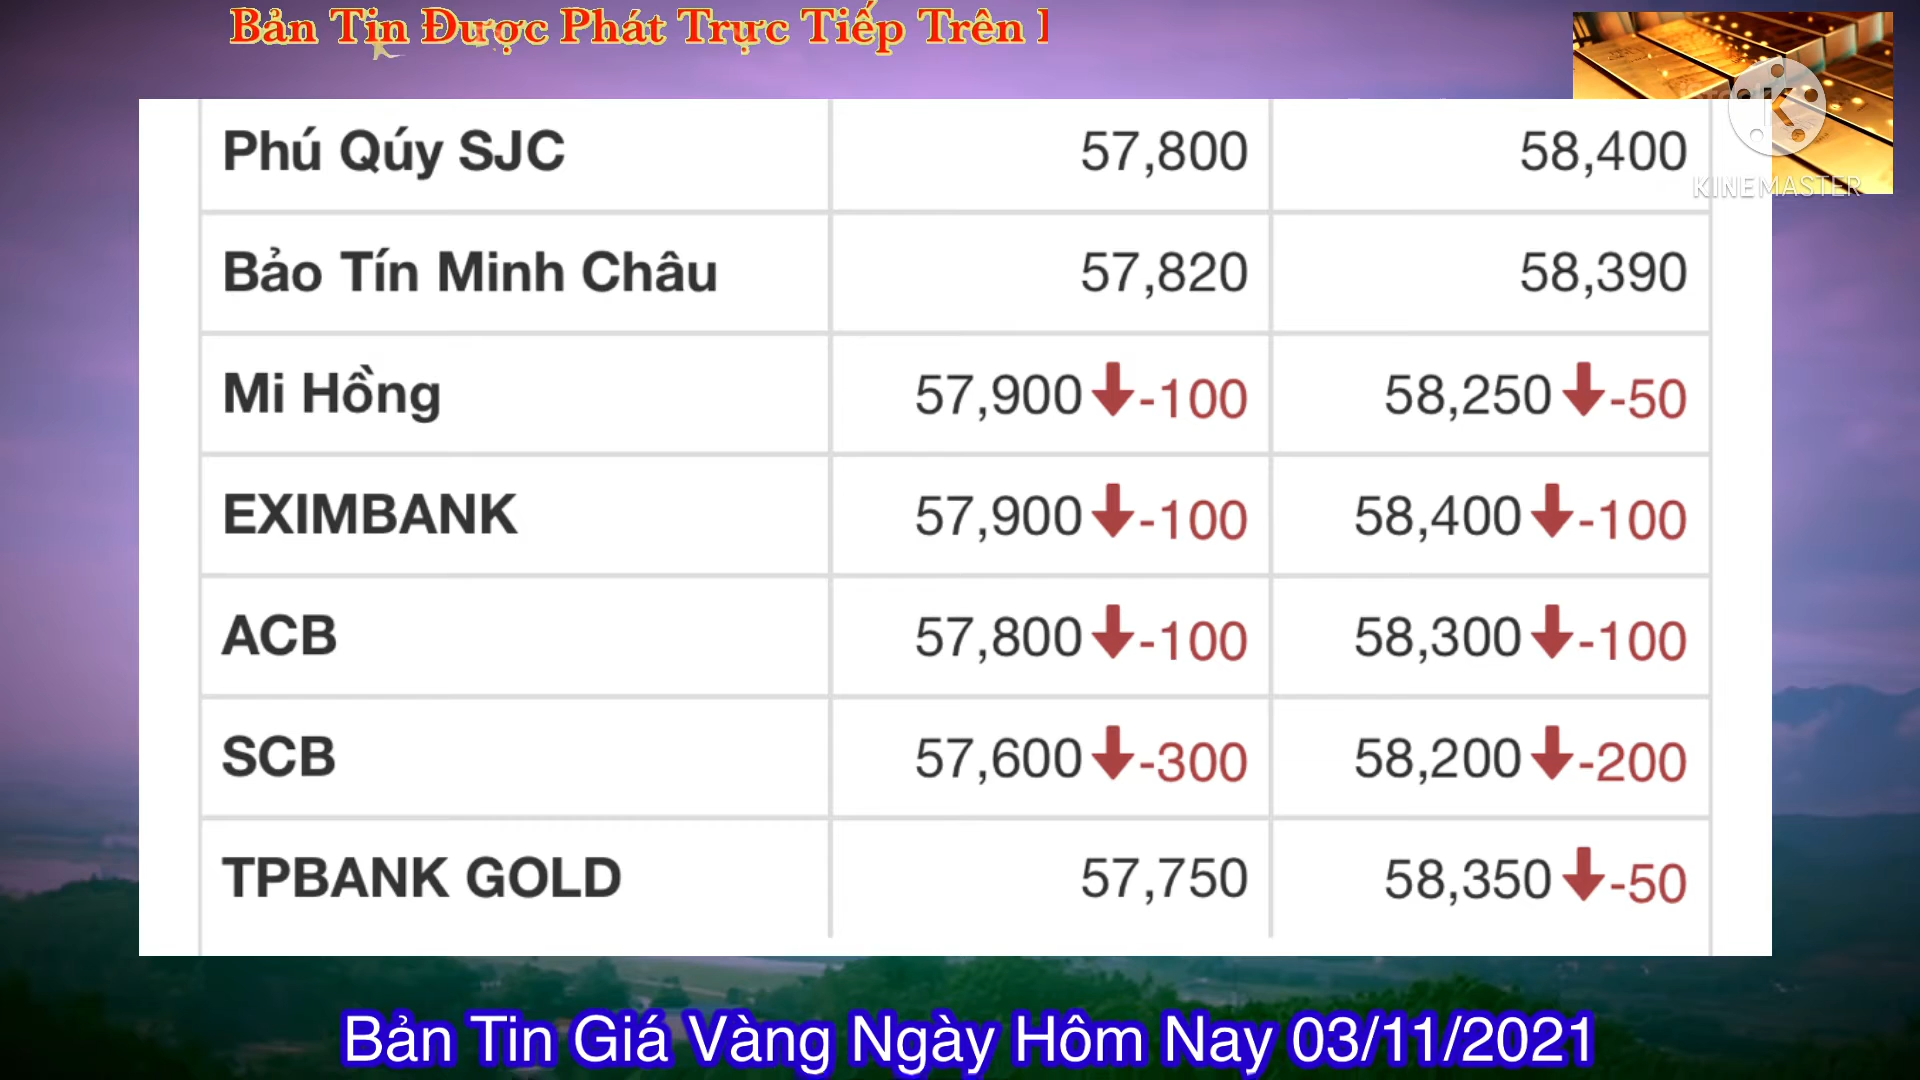 Bản Tin Được Phát Trực Tiếp Trên
KINEMASTER
Phú Qúy SJC 57,800 58,400
Bảo Tín Minh Châu 57,820 58,390
Mi Hồng 57,900 -100 58,250 -50
EXIMBANK 57,900 -100 58,400 -100
ACB 57,800 -100 58,300 -100
SCB 57,600 -300 58,200 -200
TPBANK GOLD 57,750 58,350 -50
Bản Tin Giá Vàng Ngày Hôm Nay 03/11/2021